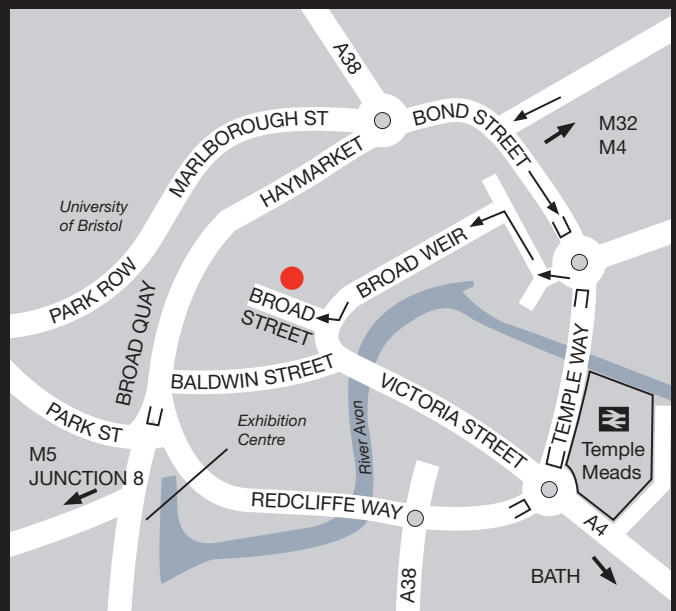 A38
MARLBOROUGH ST
BOND STREET
M32
M4
HAYMARKET
University
of Bristol
PARK ROW
BROAD WEIR
BROAD
STREET
BROAD QUAY
BALDWIN STREET
VICTORIA STREET
TEMPLE WAY
PARK ST
Exhibition
Centre
River Avon
Temple
Meads
M5
JUNCTION 8
REDCLIFFE WAY
A4
A38
BATH